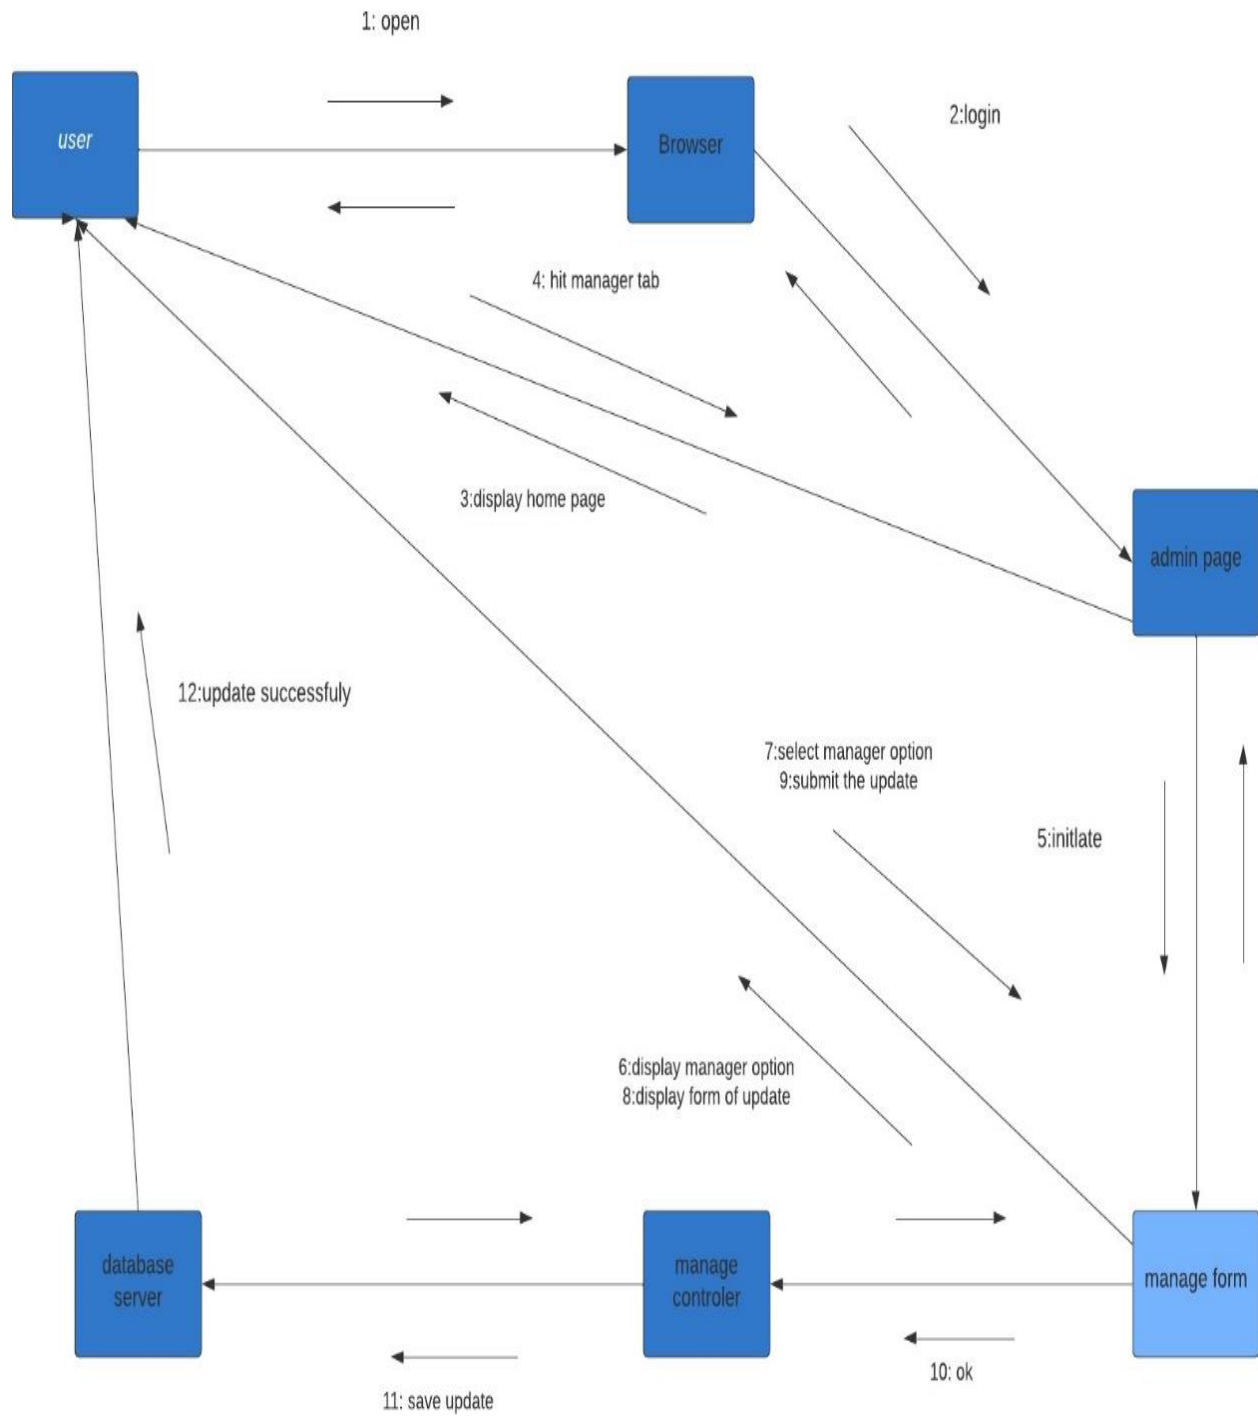 1: open
user
Browser
2:login
4: hit manager tab
3:display home page
admin page
12:update successfuly
7:select manager option
9:submit the update
5:initlate
6:display manager option
8:display form of update
database
server
manage
controler
manage form
10: ok
11: save update